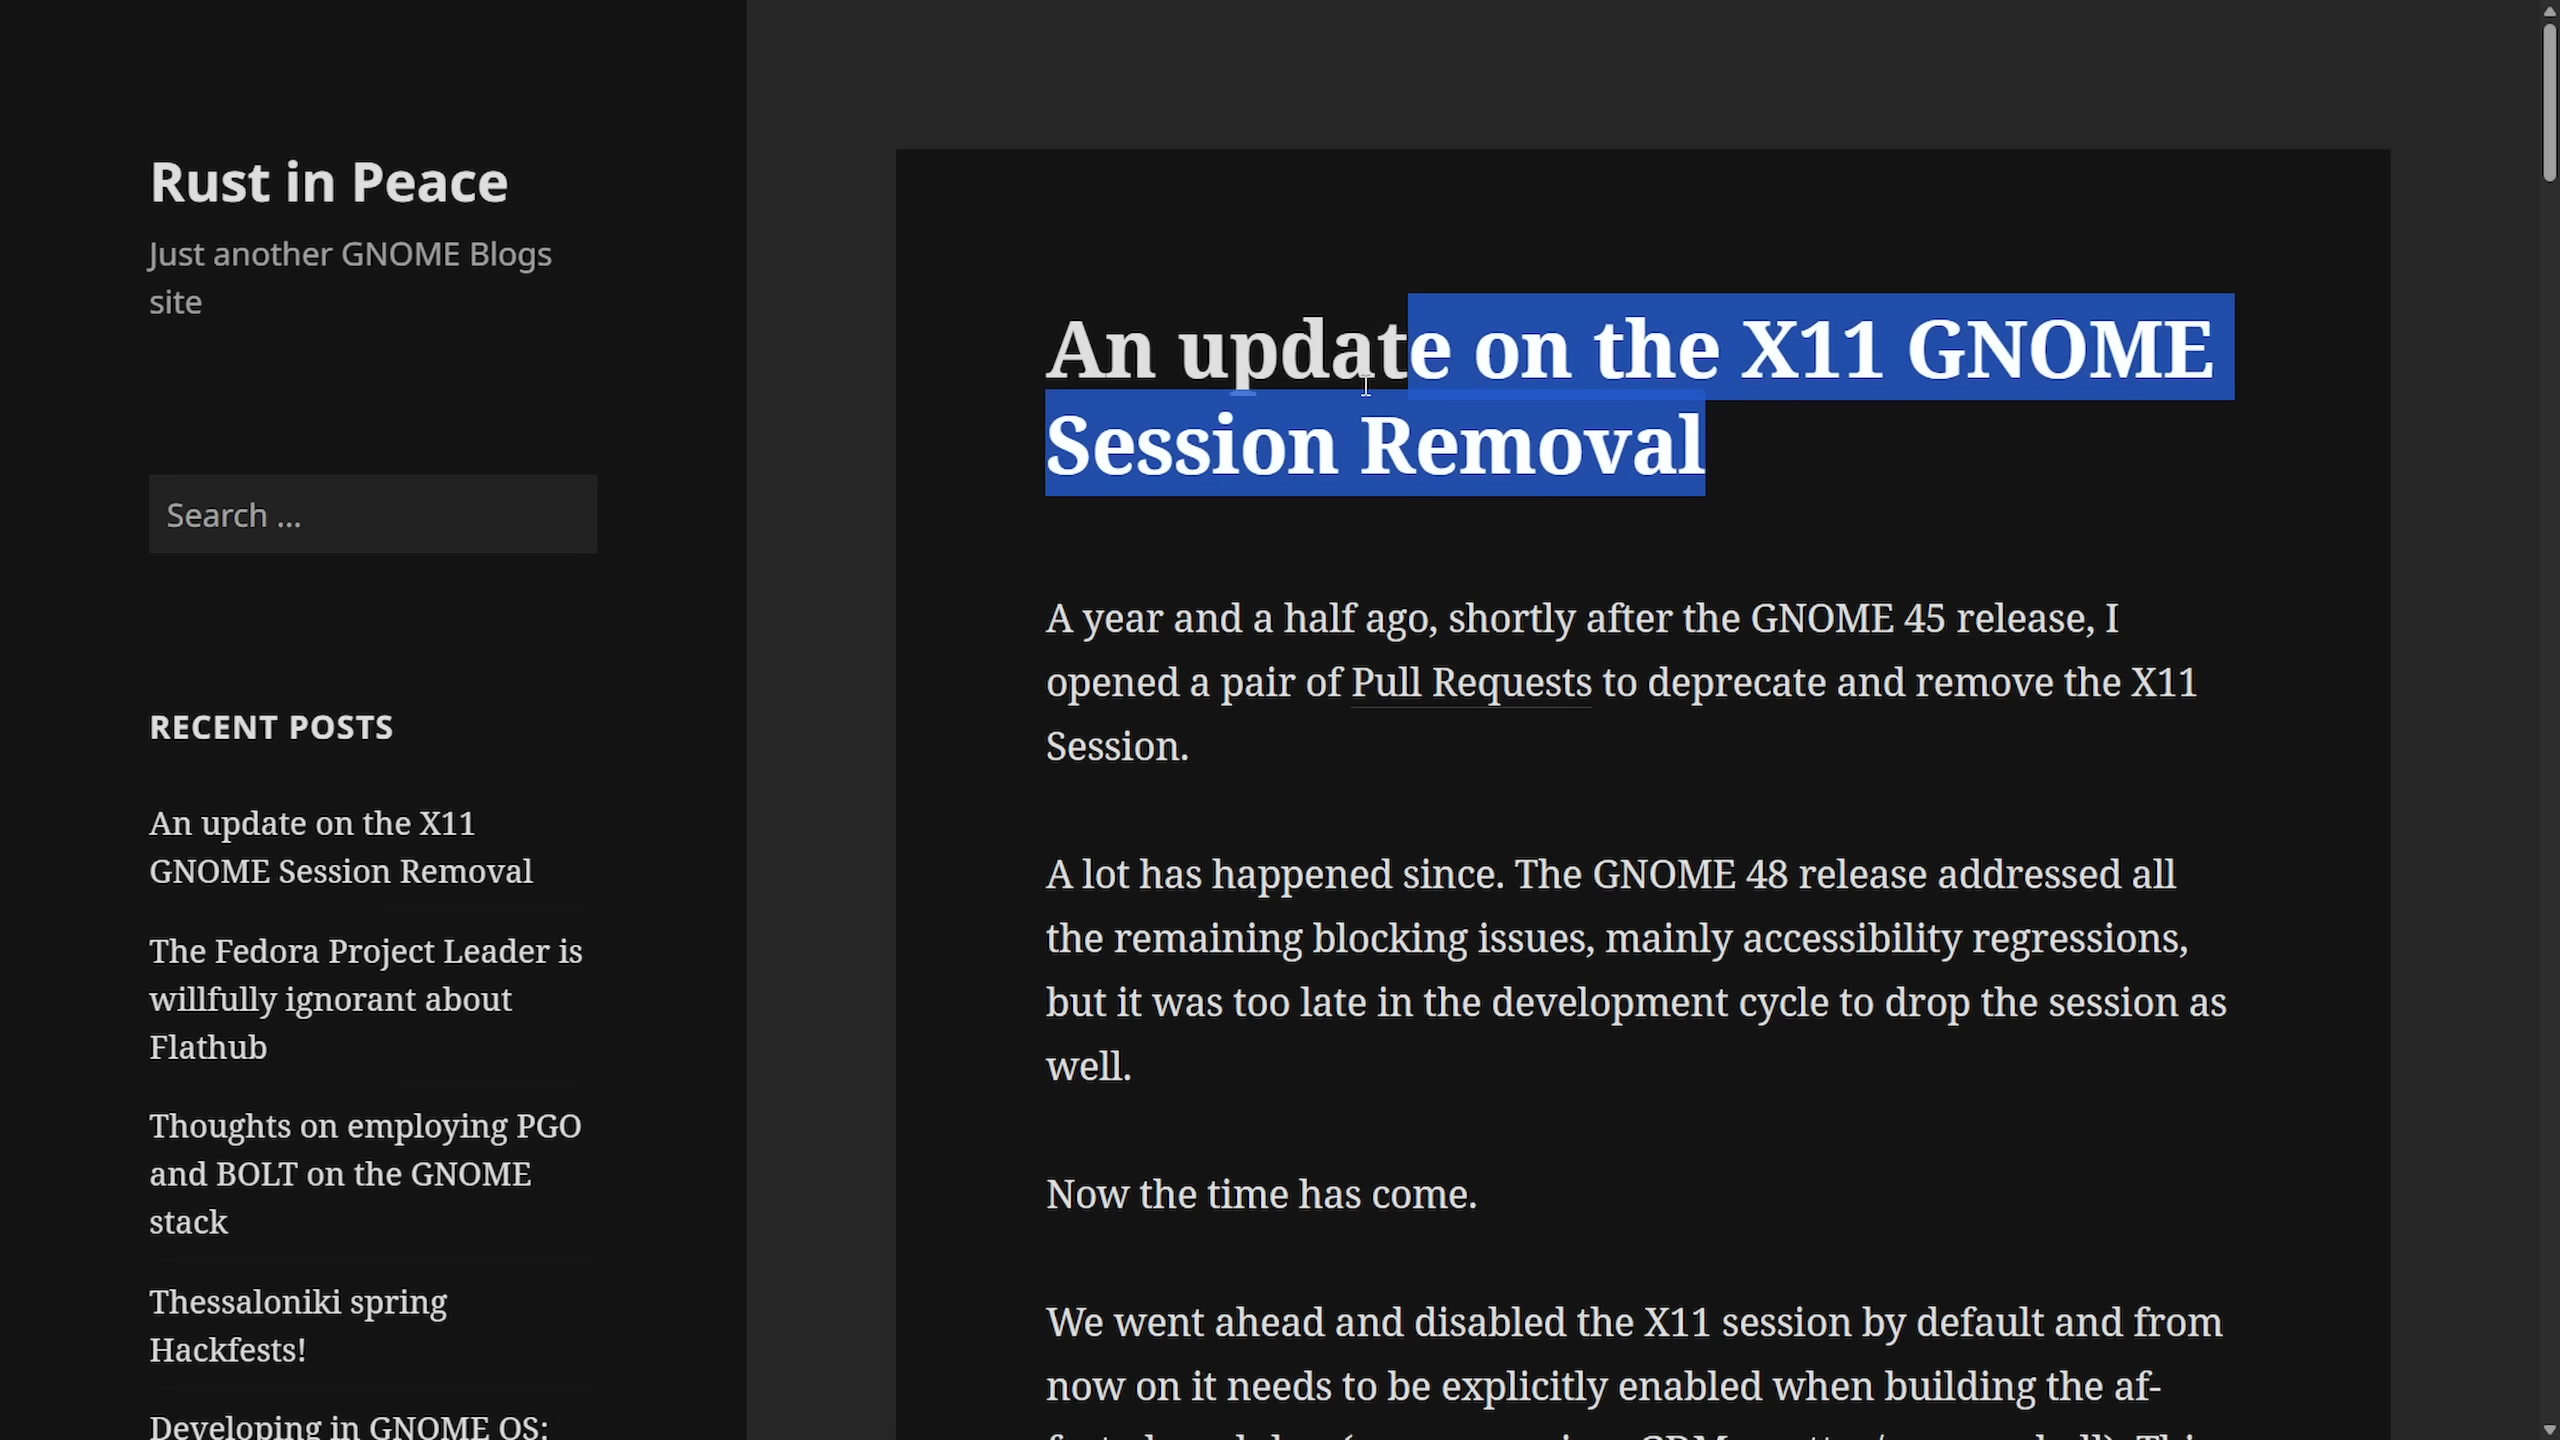 Rust in Peace
Just another GNOME Blogs
site
Search ...
RECENT POSTS
An update on the X11
GNOME Session Removal
The Fedora Project Leader is
willfully ignorant about
Flathub
Thoughts on employing PGO
and BOLT on the GNOME
stack
Thessaloniki spring
Hackfests!
Developing in GNOME OS:
An update on the X11 GNOME
Session Removal
A year and a half ago, shortly after the GNOME 45 release, I
opened a pair of Pull Requests to deprecate and remove the X11
Session.
A lot has happened since. The GNOME 48 release addressed all
the remaining blocking issues, mainly accessibility regressions,
but it was too late in the development cycle to drop the session as
well.
Now the time has come.
We went ahead and disabled the X11 session by default and from
now on it needs to be explicitly enabled when building the af-